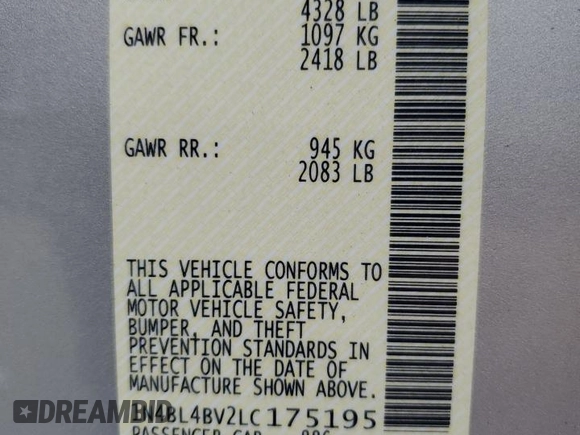 4328 LB
GAWR FR.: 1097 KG
2418 LB
GAWR RR.: 945 KG
2083 LB
THIS VEHICLE CONFORMS TO
ALL APPLICABLE FEDERAL
MOTOR VEHICLE SAFETY,
BUMPER, AND THEFT
PREVENTION STANDARDS IN
EFFECT ON THE DATE OF
MANUFACTURE SHOWN ABOVE.
1N4BL4BV2LC175195
DREAMBID
PASSENGER CAR